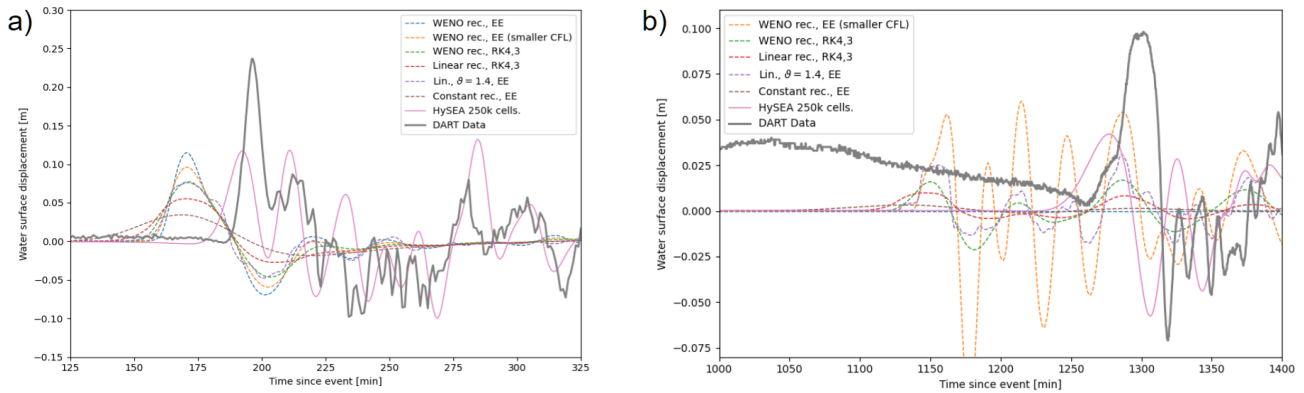 a)
0.30
0.25
0.20
0.15
0.10
0.05
0.00
−0.05
−0.10
−0.15
Water surface displacement [m]
125
150
175
200
225
250
275
300
325
Time since event [min]
WENO rec., EE
WENO rec., EE (smaller CFL)
WENO rec., RK4,3
Linear rec., RK4,3
Lin., ϑ = 1.4, EE
Constant rec., EE
HySEA 250k cells.
DART Data
b)
0.100
0.075
0.050
0.025
0.000
−0.025
−0.050
−0.075
Water surface displacement [m]
1000
1050
1100
1150
1200
1250
1300
1350
1400
Time since event [min]
WENO rec., EE (smaller CFL)
WENO rec., RK4,3
Linear rec., RK4,3
Lin., ϑ = 1.4, EE
Constant rec., EE
HySEA 250k cells.
DART Data